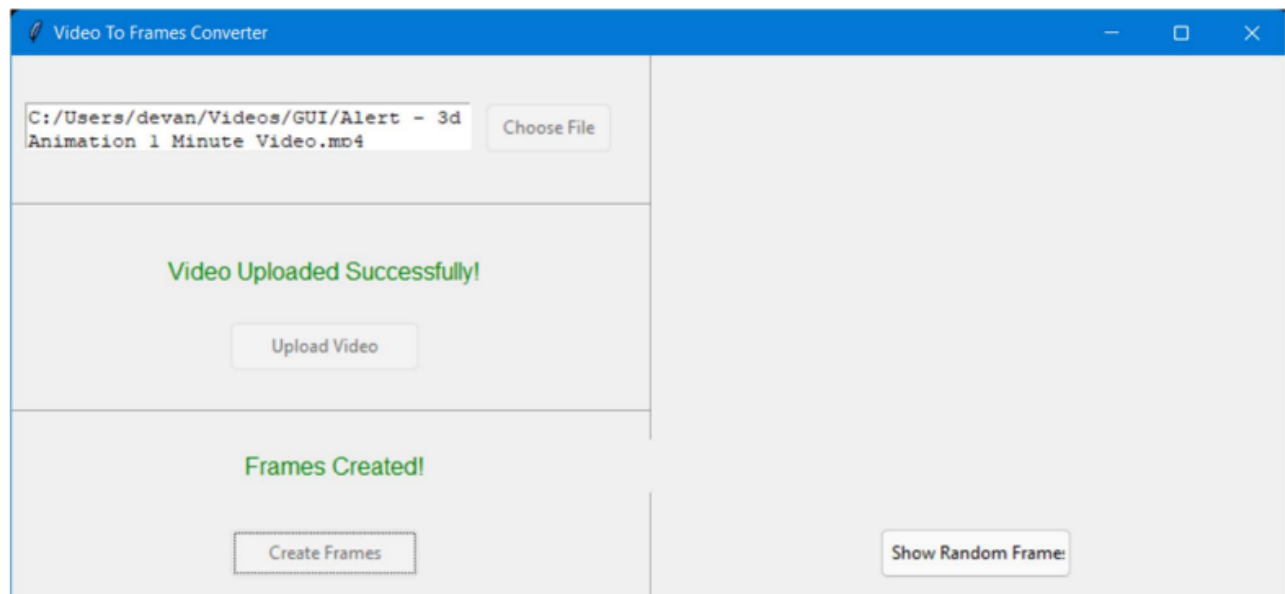 Video To Frames Converter
C:/Users/devan/Videos/GUI/Alert - 3d
Animation 1 Minute Video.mp4
Choose File
Video Uploaded Successfully!
Upload Video
Frames Created!
Create Frames
Show Random Frame